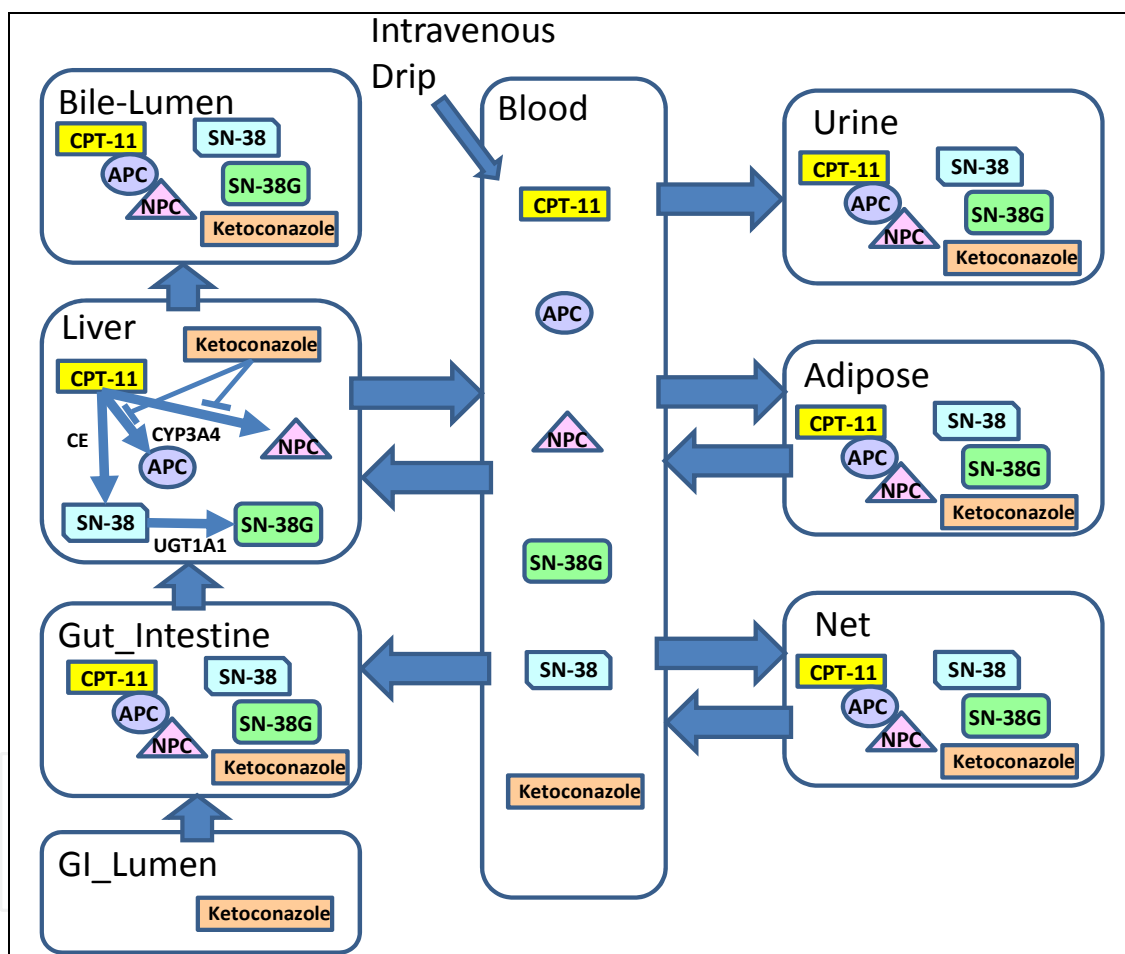 Intravenous
Drip
Bile-Lumen
CPT-11
SN-38
APC
SN-38G
NPC
Ketoconazole
Liver
Ketoconazole
CPT-11
CE
CYP3A4
NPC
APC
SN-38
SN-38G
UGT1A1
Gut_Intestine
CPT-11
SN-38
APC
SN-38G
NPC
Ketoconazole
GI_Lumen
Ketoconazole
Blood
CPT-11
APC
NPC
SN-38G
SN-38
Ketoconazole
Urine
CPT-11
SN-38
APC
SN-38G
NPC
Ketoconazole
Adipose
CPT-11
SN-38
APC
SN-38G
NPC
Ketoconazole
Net
CPT-11
SN-38
APC
SN-38G
NPC
Ketoconazole